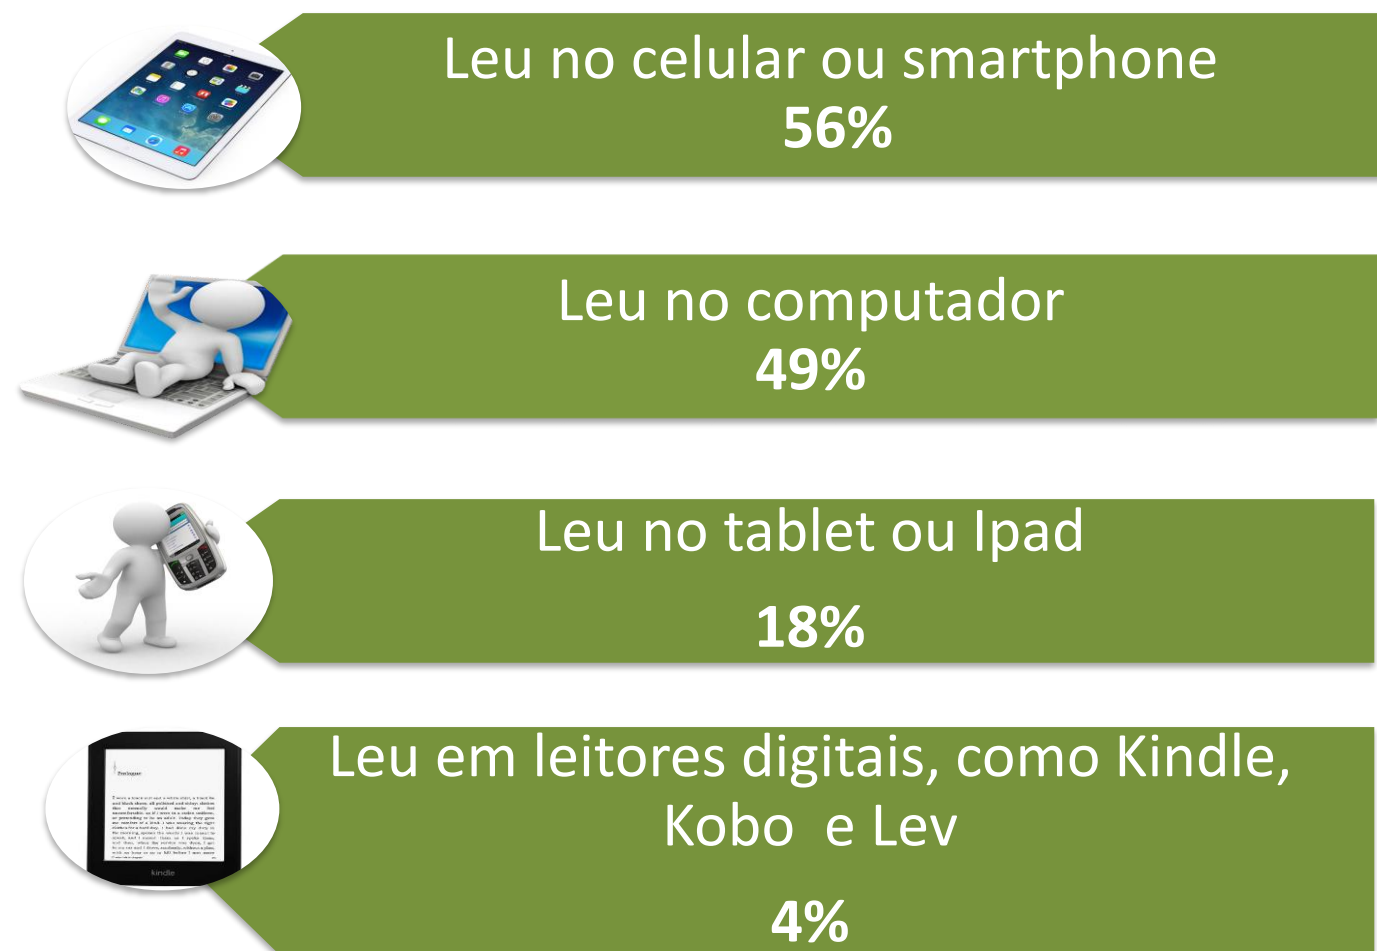 Leu no celular ou smartphone
56%
Leu no computador
49%
Leu no tablet ou Ipad
18%
Leu em leitores digitais, como Kindle,
Kobo e Lev
4%
kindle